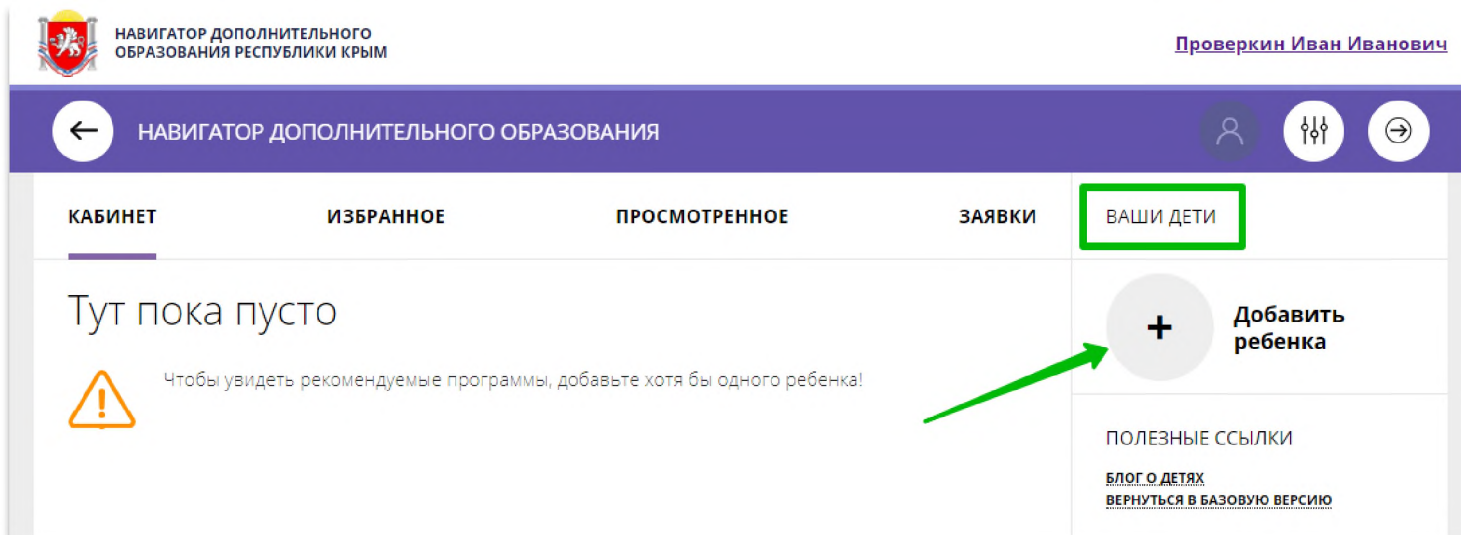 НАВИГАТОР ДОПОЛНИТЕЛЬНОГО
ОБРАЗОВАНИЯ РЕСПУБЛИКИ КРЫМ
Проверкин Иван Иванович
НАВИГАТОР ДОПОЛНИТЕЛЬНОГО ОБРАЗОВАНИЯ
КАБИНЕТ
ИЗБРАННОЕ
ПРОСМОТРЕННОЕ
ЗАЯВКИ
ВАШИ ДЕТИ
Тут пока пусто
Чтобы увидеть рекомендуемые программы, добавьте хотя бы одного ребенка!
Добавить
ребенка
ПОЛЕЗНЫЕ ССЫЛКИ
БЛОГ О ДЕТЯХ
ВЕРНУТЬСЯ В БАЗОВУЮ ВЕРСИЮ